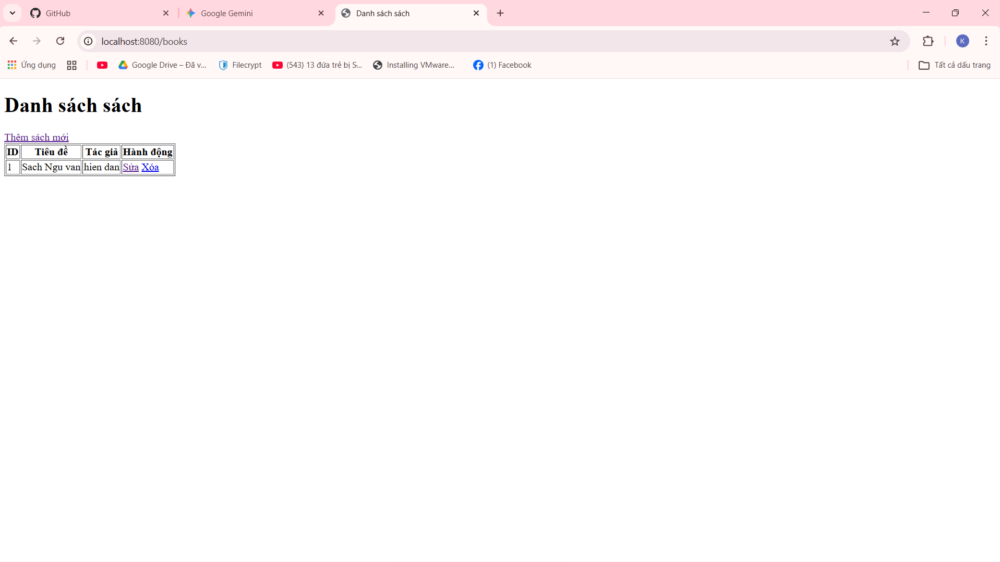 GitHub
Google Gemini
Danh sách sách
localhost:8080/books
K
Ứng dụng
Google Drive – Đã v...
Filecrypt
(543) 13 đứa trẻ bị S...
Installing VMware...
(1) Facebook
Tất cả dấu trang
Danh sách sách
Thêm sách mới
ID Tiêu đề Tác giả Hành động
1 Sach Ngu van hien dan Sửa Xóa